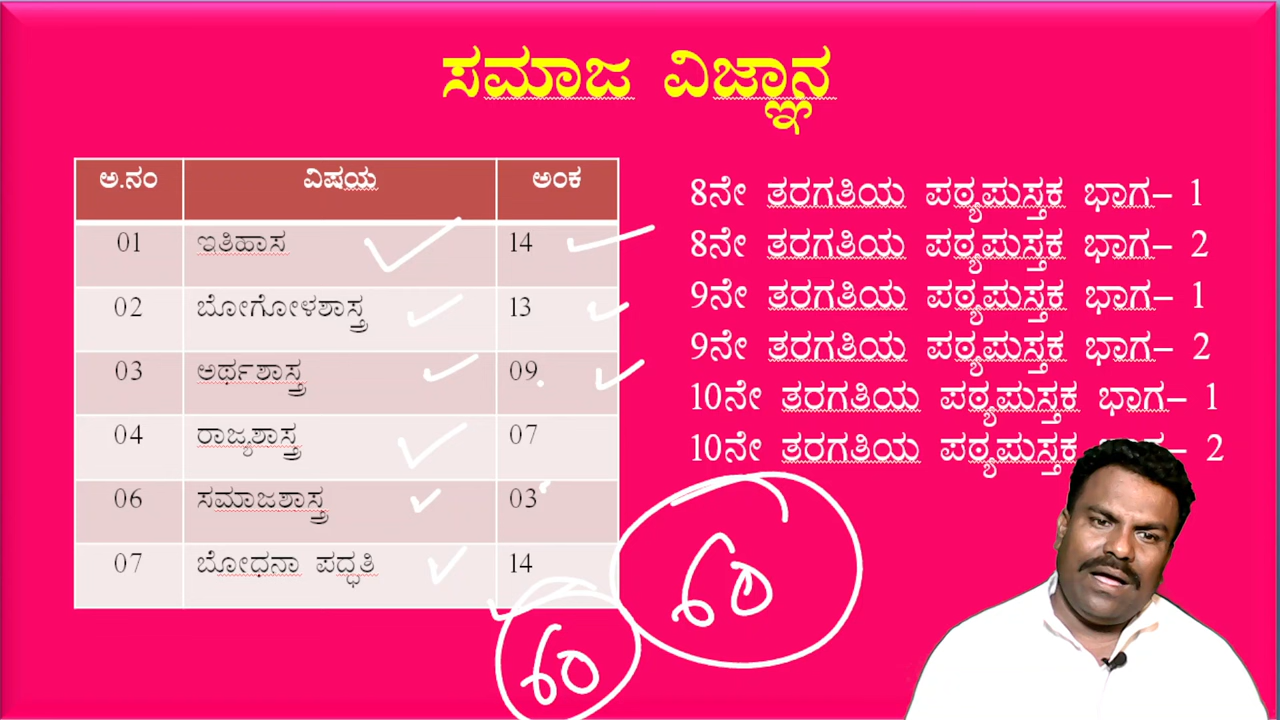 ಸಮಾಜ ವಿಜ್ಞಾನ
ಅ.ನಂ ವಿಷಯ ಅಂಕ
01 ಇತಿಹಾಸ 14
02 ಬೋಗೋಳಶಾಸ್ತ್ರ 13
03 ಅರ್ಥಶಾಸ್ತ್ರ 09
04 ರಾಜ್ಯಶಾಸ್ತ್ರ 07
06 ಸಮಾಜಶಾಸ್ತ್ರ 03
07 ಬೋಧನಾ ಪದ್ಧತಿ 14
60
60
8ನೇ ತರಗತಿಯ ಪಠ್ಯಪುಸ್ತಕ ಭಾಗ– 1
8ನೇ ತರಗತಿಯ ಪಠ್ಯಪುಸ್ತಕ ಭಾಗ– 2
9ನೇ ತರಗತಿಯ ಪಠ್ಯಪುಸ್ತಕ ಭಾಗ– 1
9ನೇ ತರಗತಿಯ ಪಠ್ಯಪುಸ್ತಕ ಭಾಗ– 2
10ನೇ ತರಗತಿಯ ಪಠ್ಯಪುಸ್ತಕ ಭಾಗ– 1
10ನೇ ತರಗತಿಯ ಪಠ್ಯಪುಸ್ತಕ – 2